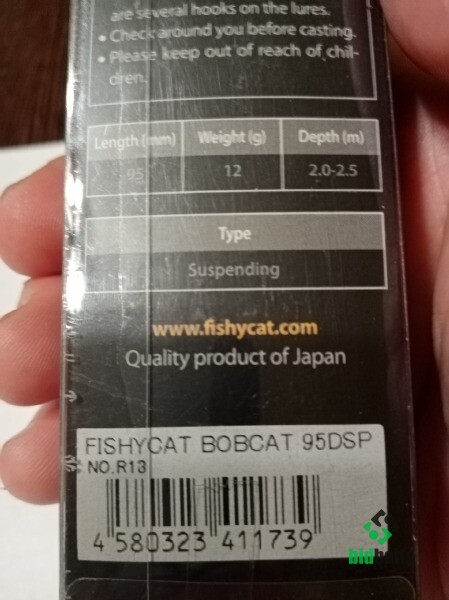 are several hooks on the lures.
• Check around you before casting.
• Please keep out of reach of chil-
dren.
Length (mm) Weight (g) Depth (m)
95 12 2.0-2.5
Type
Suspending
www.fishycat.com
Quality product of Japan
FISHYCAT BOBCAT 95DSP
NO.R13
4 580323 411739